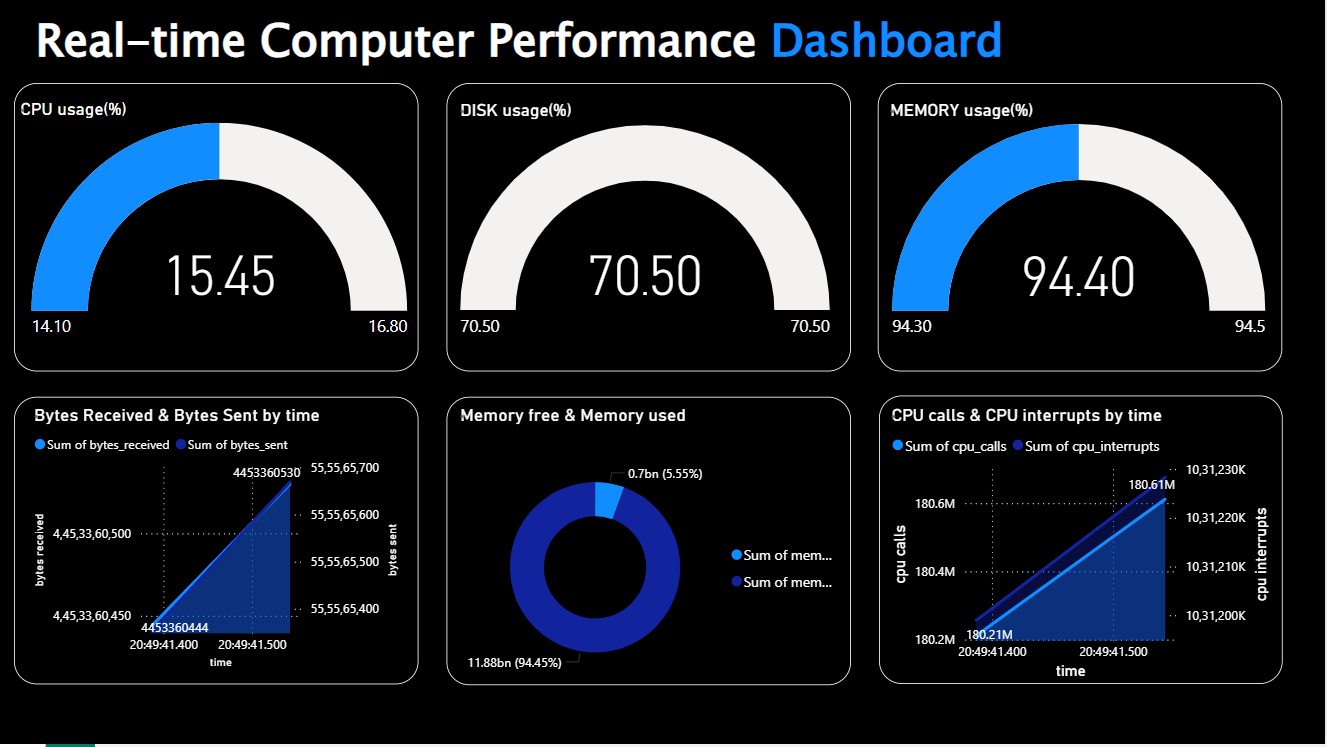 Real-time Computer Performance Dashboard
CPU usage(%)
15.45
14.10
16.80
DISK usage(%)
70.50
70.50
70.50
MEMORY usage(%)
94.40
94.30
94.5
Bytes Received & Bytes Sent by time
Sum of bytes_received
Sum of bytes_sent
4453360530
55,55,65,700
55,55,65,600
4,45,33,60,500
55,55,65,500
55,55,65,400
4,45,33,60,450
4453360444
bytes received
bytes sent
20:49:41.400
20:49:41.500
time
Memory free & Memory used
0.7bn (5.55%)
Sum of mem...
Sum of mem...
11.88bn (94.45%)
CPU calls & CPU interrupts by time
Sum of cpu_calls
Sum of cpu_interrupts
10,31,230K
180.61M
180.6M
10,31,220K
180.4M
10,31,210K
10,31,200K
180.21M
180.2M
cpu calls
cpu interrupts
20:49:41.400
20:49:41.500
time